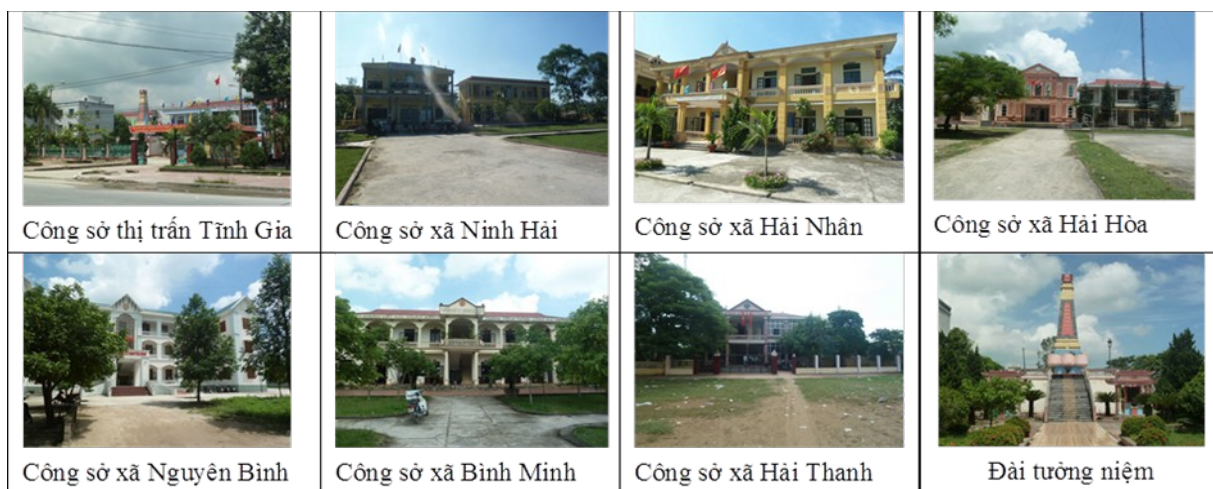 Công sở thị trấn Tĩnh Gia
Công sở xã Ninh Hải
Công sở xã Hải Nhân
Công sở xã Hải Hòa
Công sở xã Nguyên Bình
Công sở xã Bình Minh
Công sở xã Hải Thanh
Đài tưởng niệm